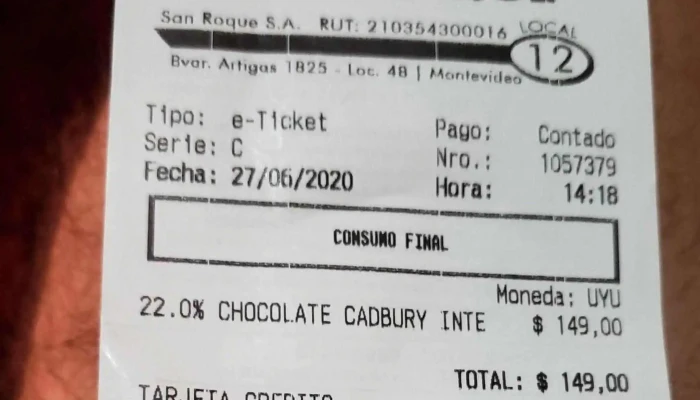 San Roque S.A. RUT: 210354300016 LOCAL
12
Bvar. Artigas 1825 - Loc. 48 | Montevideo
Tipo: e-Ticket Pago: Contado
Serie: C Nro.: 1057379
Fecha: 27/06/2020 Hora: 14:18
CONSUMO FINAL
Moneda: UYU
22.0% CHOCOLATE CADBURY INTE $ 149,00
TOTAL: $ 149,00
TARJETA CREDITO